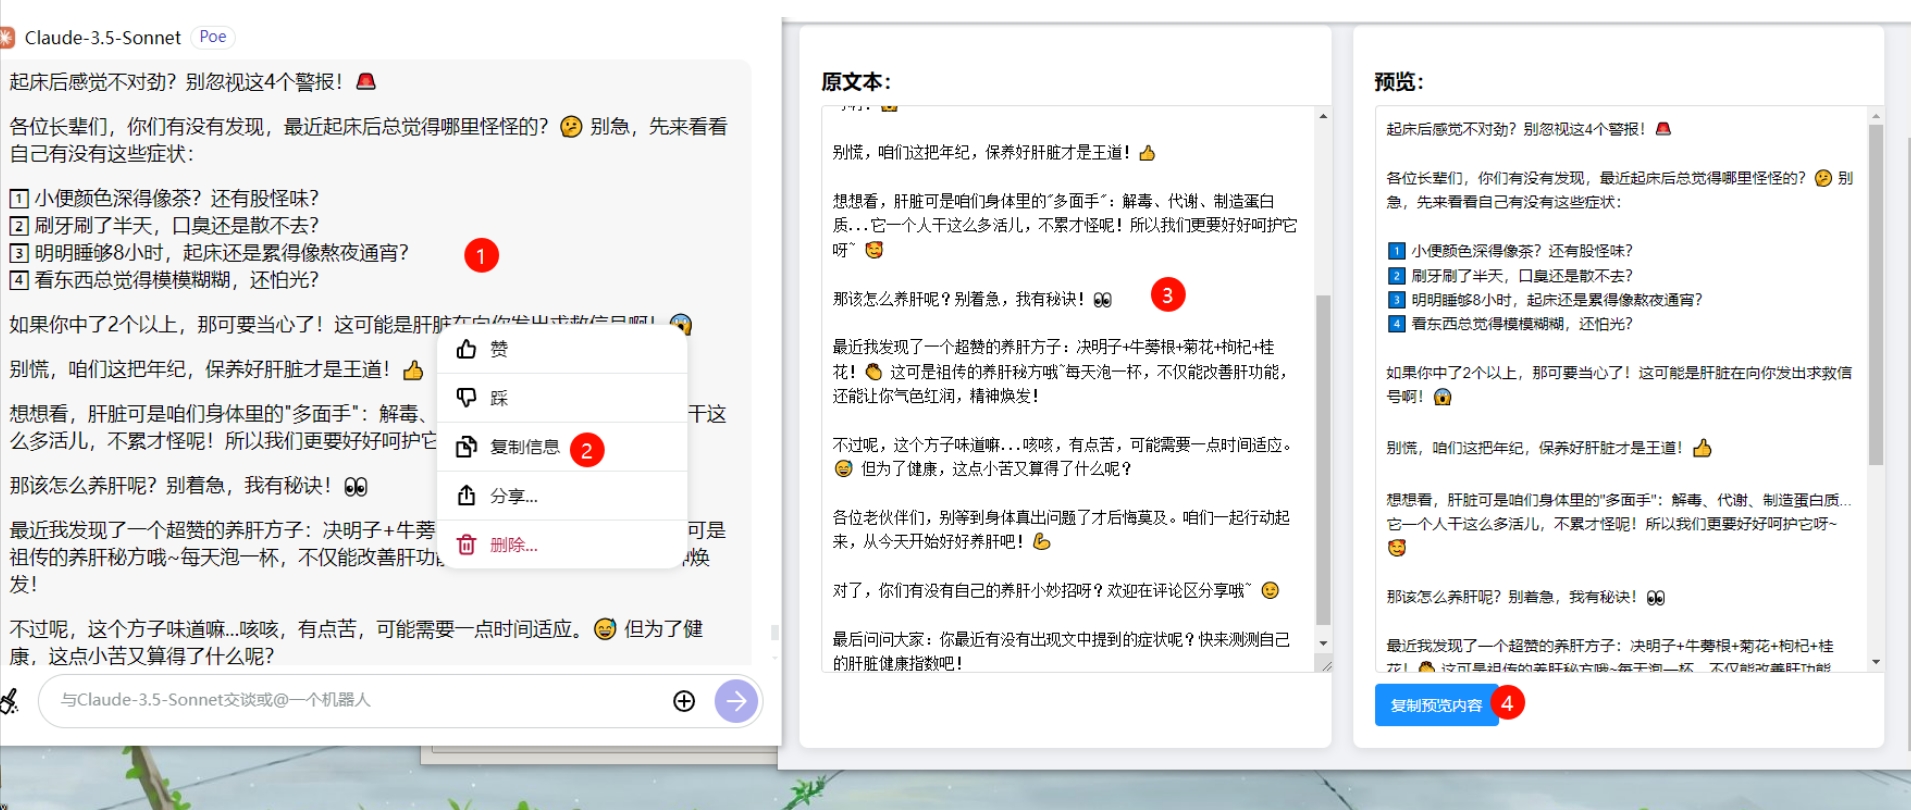 Claude-3.5-Sonnet Poe
起床后感觉不对劲？别忽视这4个警报！🚨
各位长辈们，你们有没有发现，最近起床后总觉得哪里怪怪的？🤔 别急，先来看看
自己有没有这些症状：
1️⃣ 小便颜色深得像茶？还有股怪味？
2️⃣ 刷牙刷了半天，口臭还是散不去？
3️⃣ 明明睡够8小时，起床还是累得像熬夜通宵？
4️⃣ 看东西总觉得模模糊糊，还怕光？
1
如果你中了2个以上，那可要当心了！这可能是肝脏在向你发出求救信号啊！😱
别慌，咱们这把年纪，保养好肝脏才是王道！👍
想想看，肝脏可是咱们身体里的"多面手"：解毒、
干这
么多活儿，不累才怪呢！所以我们更要好好呵护它
那该怎么养肝呢？别着急，我有秘诀！👀
最近我发现了一个超赞的养肝方子：决明子+牛蒡
可是
祖传的养肝秘方哦~每天泡一杯，不仅能改善肝功
焕
发！
不过呢，这个方子味道嘛...咳咳，有点苦，可能需要一点时间适应。😅 但为了健
康，这点小苦又算得了什么呢？
赞
踩
复制信息 2
分享...
删除...
与Claude-3.5-Sonnet交谈或@一个机器人
原文本：
别慌，咱们这把年纪，保养好肝脏才是王道！👍
想想看，肝脏可是咱们身体里的"多面手"：解毒、代谢、制造蛋白
质...它一个人干这么多活儿，不累才怪呢！所以我们更要好好呵护它
呀~ 🥰
那该怎么养肝呢？别着急，我有秘诀！👀
3
最近我发现了一个超赞的养肝方子：决明子+牛蒡根+菊花+枸杞+桂
花！👏 这可是祖传的养肝秘方哦~每天泡一杯，不仅能改善肝功能，
还能让你气色红润，精神焕发！
不过呢，这个方子味道嘛...咳咳，有点苦，可能需要一点时间适应。
😅 但为了健康，这点小苦又算得了什么呢？
各位老伙伴们，别等到身体真出问题了才后悔莫及。咱们一起行动起
来，从今天开始好好养肝吧！💪
对了，你们有没有自己的养肝小妙招呀？欢迎在评论区分享哦~ 😉
最后问问大家：你最近有没有出现文中提到的症状呢？快来测测自己
的肝脏健康指数吧！
预览：
起床后感觉不对劲？别忽视这4个警报！🚨
各位长辈们，你们有没有发现，最近起床后总觉得哪里怪怪的？🤔 别
急，先来看看自己有没有这些症状：
1️⃣ 小便颜色深得像茶？还有股怪味？
2️⃣ 刷牙刷了半天，口臭还是散不去？
3️⃣ 明明睡够8小时，起床还是累得像熬夜通宵？
4️⃣ 看东西总觉得模模糊糊，还怕光？
如果你中了2个以上，那可要当心了！这可能是肝脏在向你发出求救信
号啊！😱
别慌，咱们这把年纪，保养好肝脏才是王道！👍
想想看，肝脏可是咱们身体里的"多面手"：解毒、代谢、制造蛋白质...
它一个人干这么多活儿，不累才怪呢！所以我们更要好好呵护它呀~
🥰
那该怎么养肝呢？别着急，我有秘诀！👀
最近我发现了一个超赞的养肝方子：决明子+牛蒡根+菊花+枸杞+桂
花！👏 这可是祖传的养肝秘方哦~每天泡一杯，不仅能改善肝功能，
复制预览内容 4